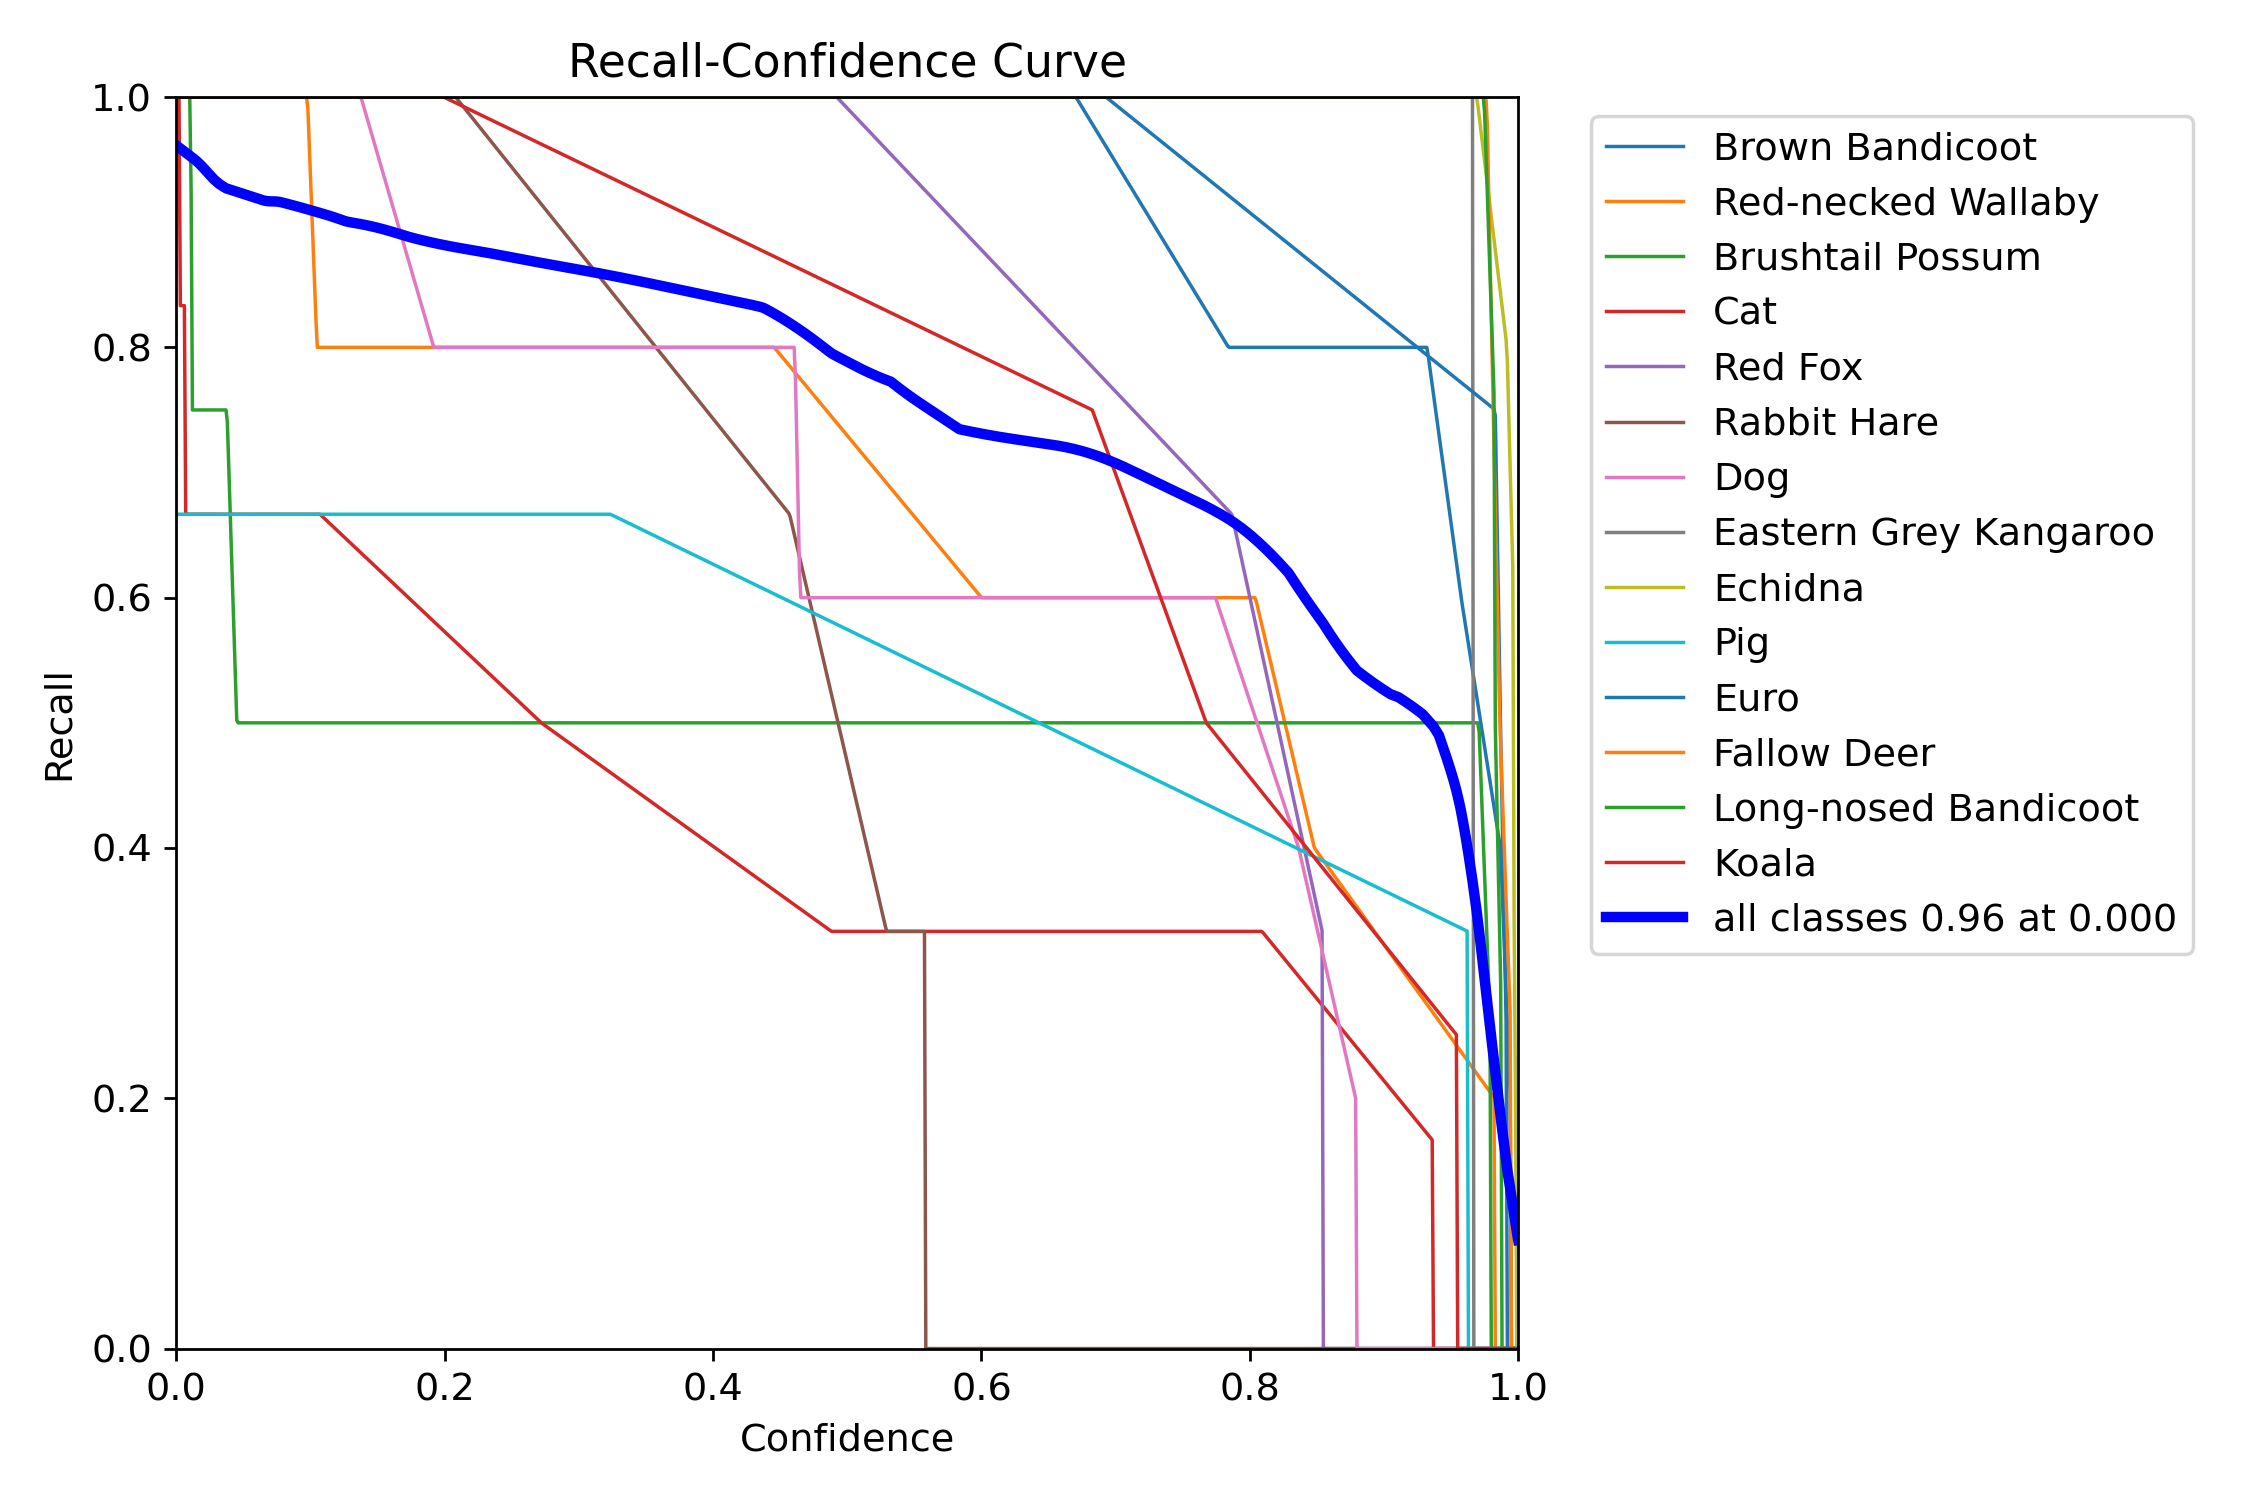 Recall-Confidence Curve
1.0
0.8
0.6
0.4
0.2
0.0
Recall
0.0 0.2 0.4 0.6 0.8 1.0
Confidence
Brown Bandicoot
Red-necked Wallaby
Brushtail Possum
Cat
Red Fox
Rabbit Hare
Dog
Eastern Grey Kangaroo
Echidna
Pig
Euro
Fallow Deer
Long-nosed Bandicoot
Koala
all classes 0.96 at 0.000